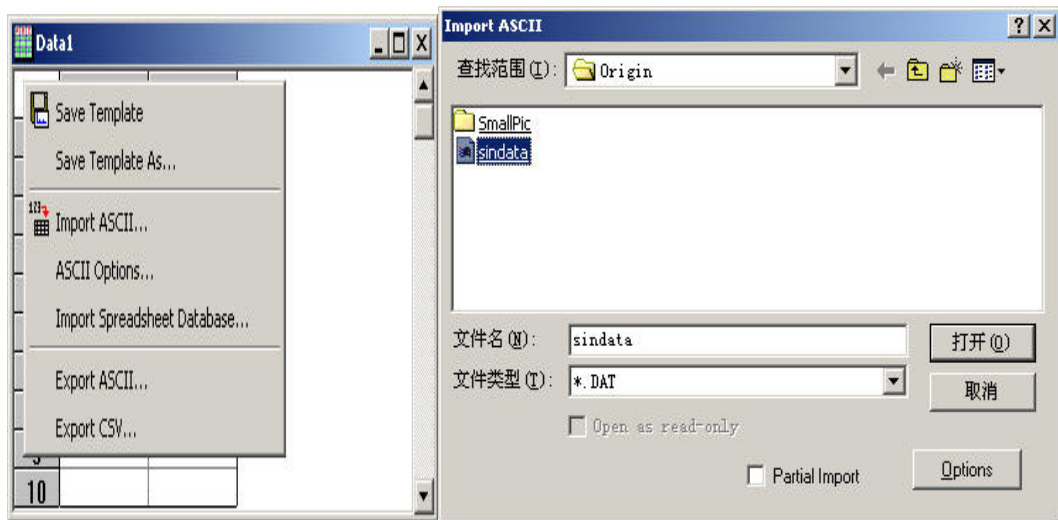 Data1
Save Template
Save Template As...
123
Import ASCII...
ASCII Options...
Import Spreadsheet Database...
Export ASCII...
Export CSV...
10
Import ASCII
查找范围(I):
Origin
SmallPic
sindata
文件名(N):
sindata
打开(O)
文件类型(T):
*.DAT
取消
Open as read-only
Partial Import
Options